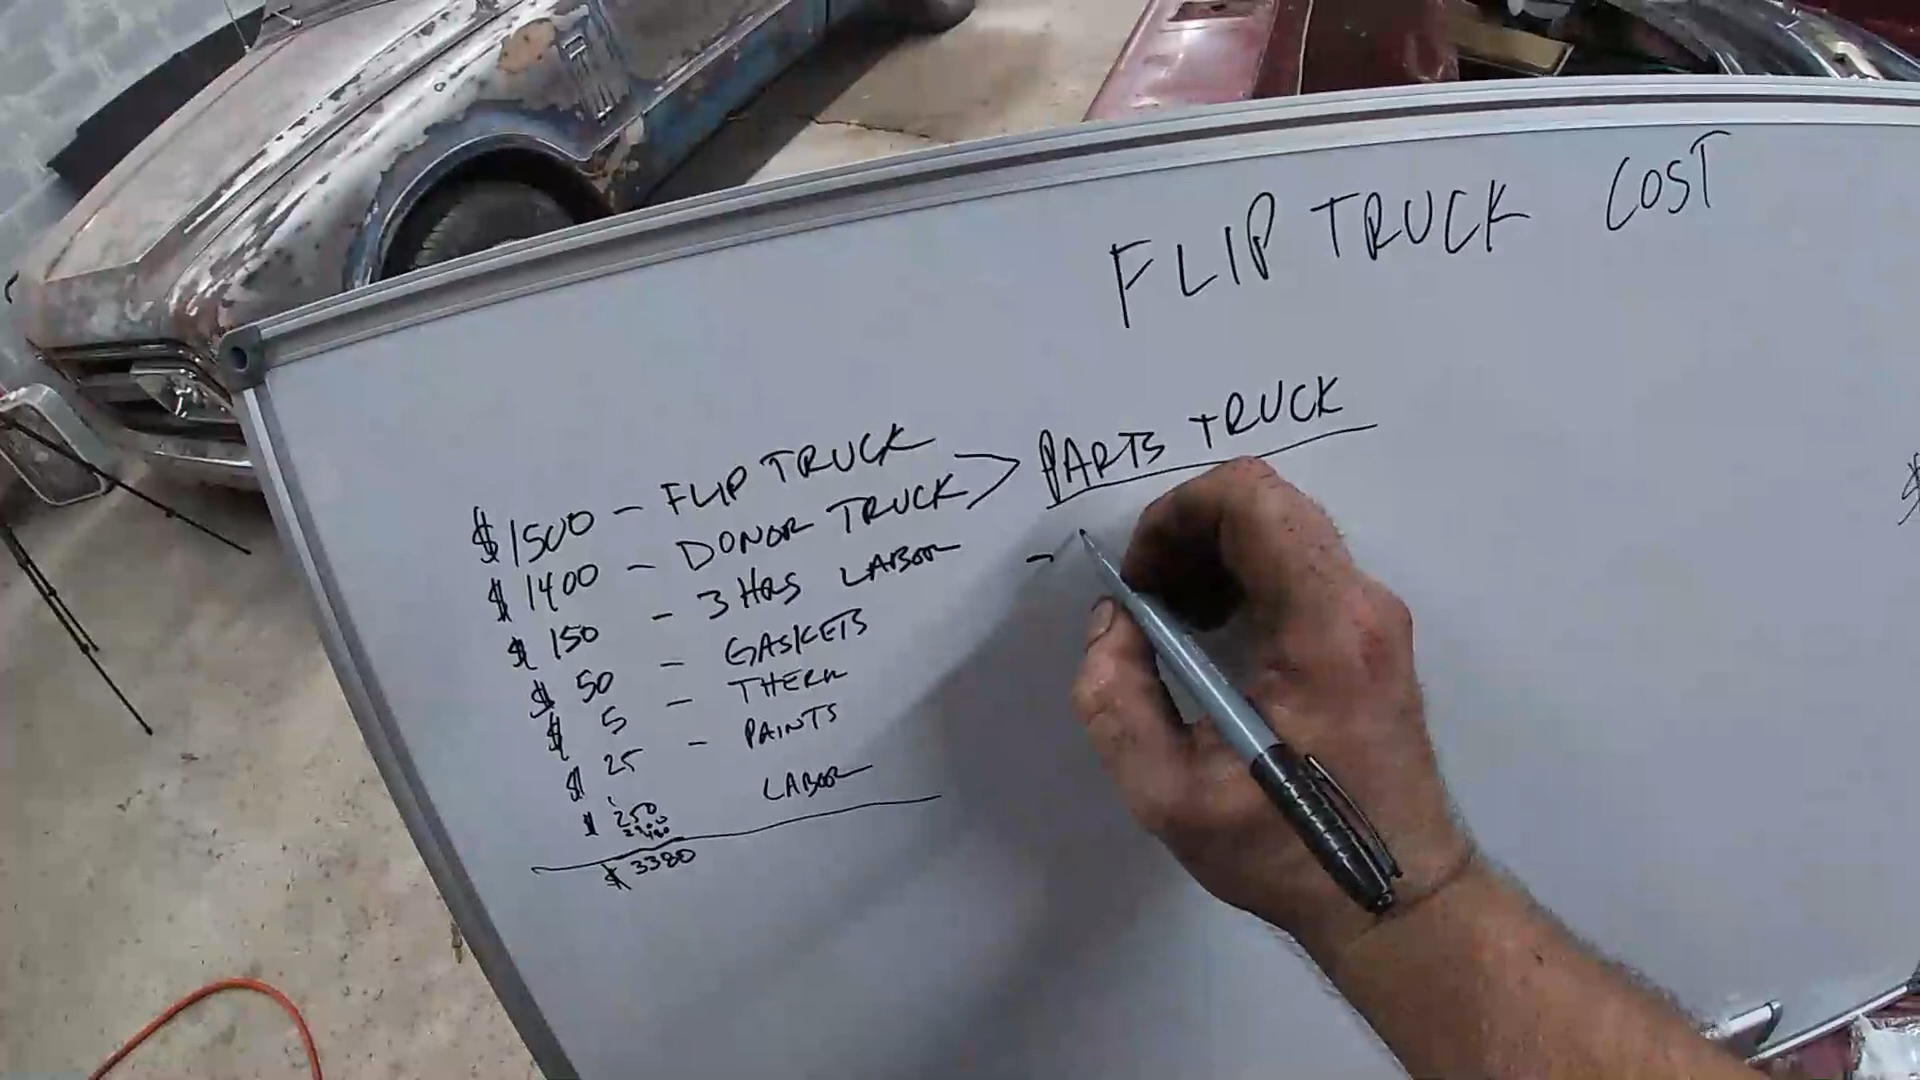 FLIP TRUCK COST
PARTS TRUCK
$1500 - FLIP TRUCK
$1400 - DONOR TRUCK >
$150 - 3 HRS LABOR
$50 - GASKETS
$5 - THERM
$25 - PAINTS
$250 LABOR
$3380